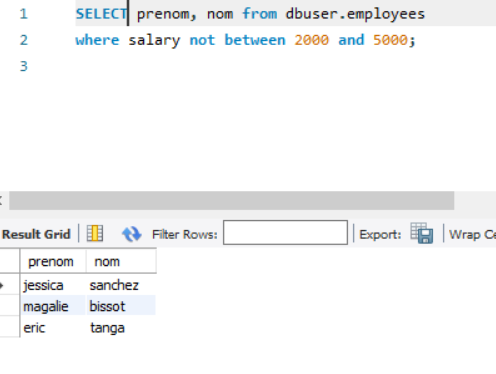 1 SELECT prenom, nom from dbuser.employees
2 where salary not between 2000 and 5000;
3
Result Grid Filter Rows: Export: Wrap Ce
prenom nom
jessica sanchez
magalie bissot
eric tanga